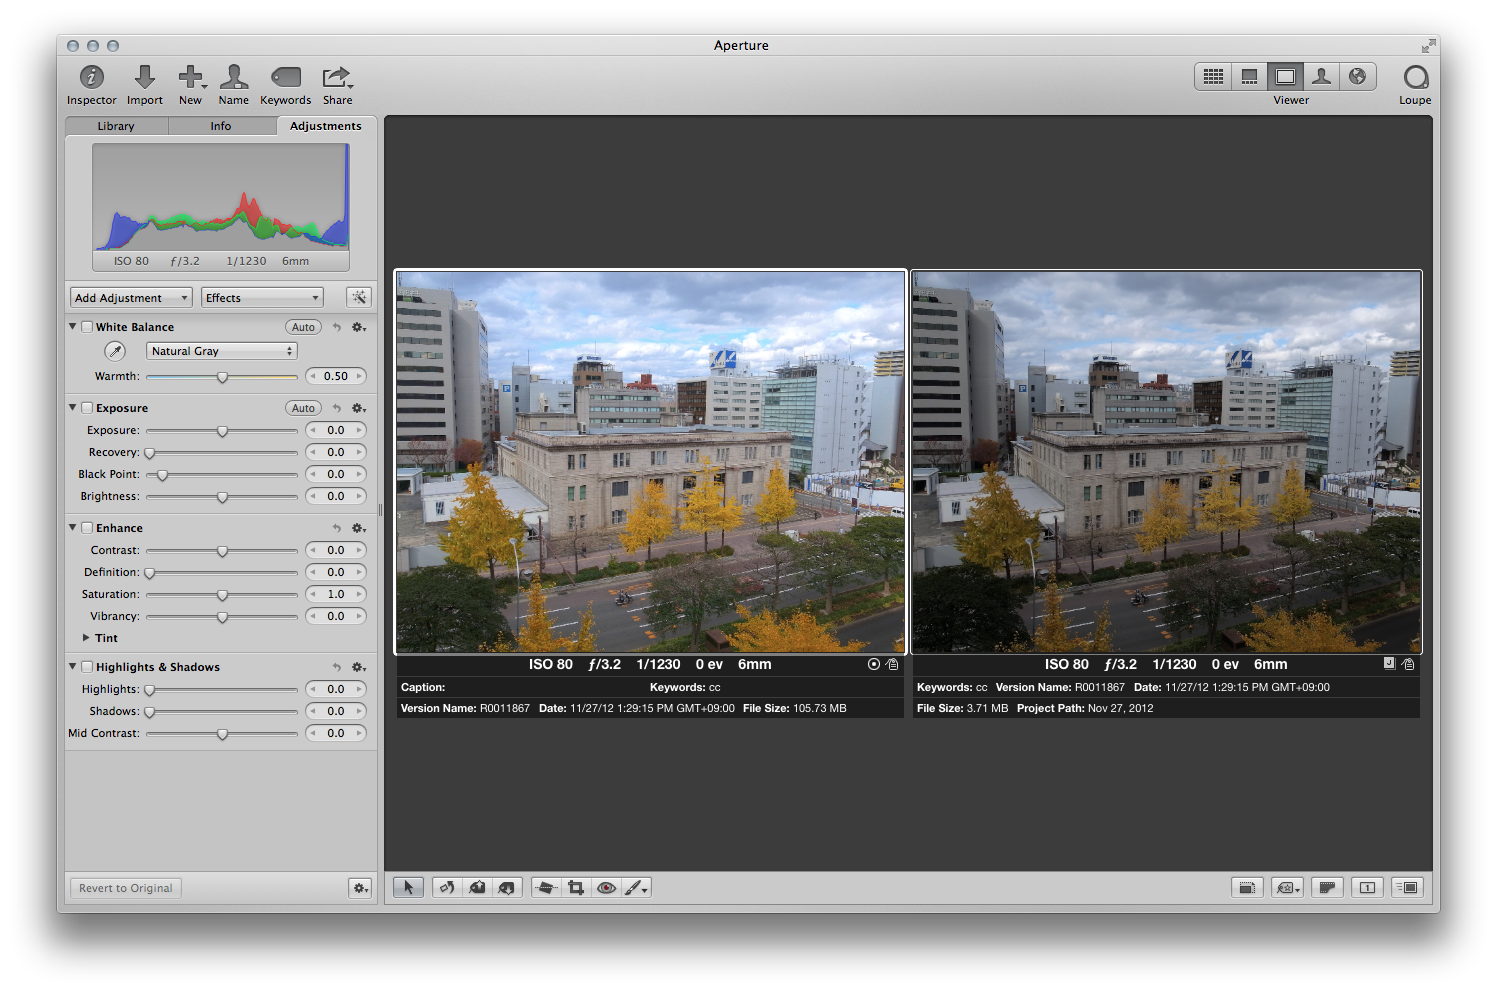 Aperture
Inspector Import New Name Keywords Share
Viewer Loupe
Library Info Adjustments
ISO 80 ƒ/3.2 1/1230 6mm
Add Adjustment Effects
White Balance Auto
Natural Gray
Warmth: 0.50
Exposure Auto
Exposure: 0.0
Recovery: 0.0
Black Point: 0.0
Brightness: 0.0
Enhance
Contrast: 0.0
Definition: 0.0
Saturation: 1.0
Vibrancy: 0.0
Tint
Highlights & Shadows
Highlights: 0.0
Shadows: 0.0
Mid Contrast: 0.0
Revert to Original
ISO 80 ƒ/3.2 1/1230 0 ev 6mm
Caption: Keywords: cc
Version Name: R0011867 Date: 11/27/12 1:29:15 PM GMT+09:00 File Size: 105.73 MB
ISO 80 ƒ/3.2 1/1230 0 ev 6mm J
Keywords: cc Version Name: R0011867 Date: 11/27/12 1:29:15 PM GMT+09:00
File Size: 3.71 MB Project Path: Nov 27, 2012
1